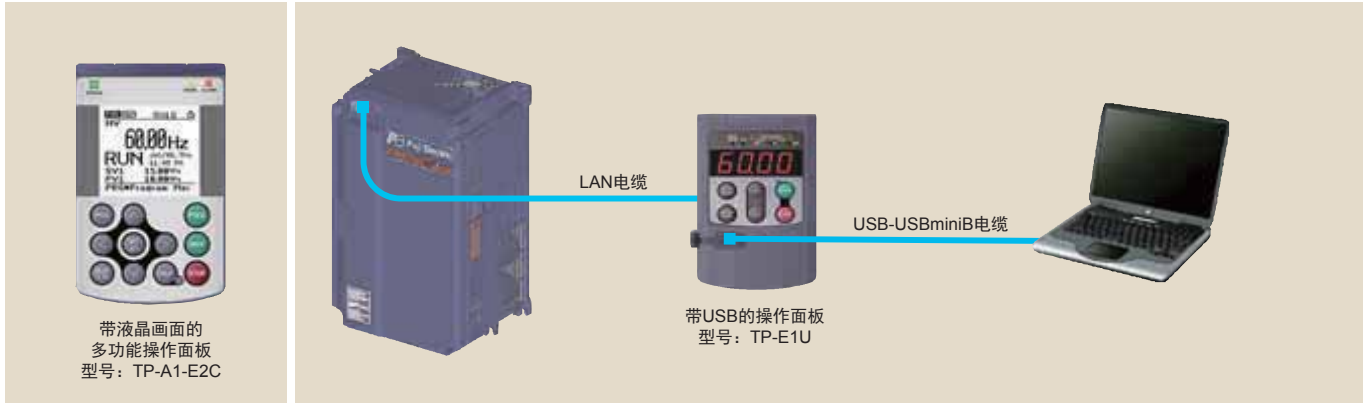 60.00Hz
RUN
带液晶画面的
多功能操作面板
型号：TP-A1-E2C
LAN电缆
60.00
USB-USBminiB电缆
带USB的操作面板
型号：TP-E1U